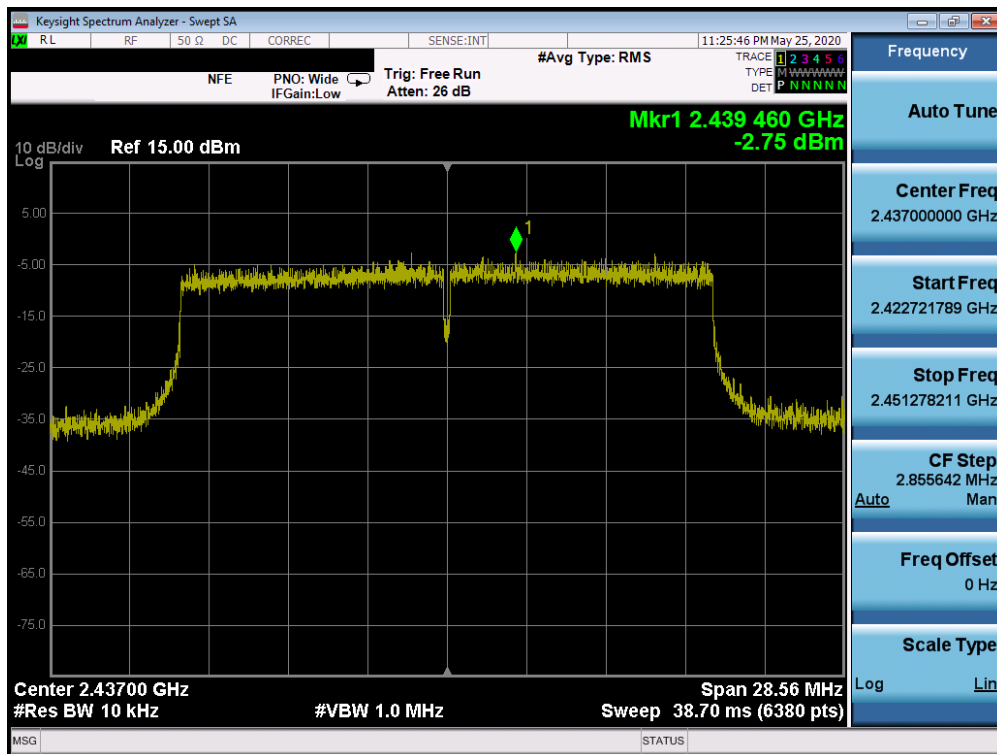 Keysight Spectrum Analyzer - Swept SA
LXI RL RF 50 Ω DC CORREC SENSE:INT 11:25:46 PM May 25, 2020
NFE PNO: Wide Trig: Free Run #Avg Type: RMS TRACE 1 2 3 4 5 6
IFGain:Low Atten: 26 dB TYPE M WWWWW
DET P N N N N N
Mkr1 2.439 460 GHz
-2.75 dBm
10 dB/div Ref 15.00 dBm
Log
1
5.00
-5.00
-15.0
-25.0
-35.0
-45.0
-55.0
-65.0
-75.0
Center 2.43700 GHz Span 28.56 MHz
#Res BW 10 kHz #VBW 1.0 MHz Sweep 38.70 ms (6380 pts)
MSG STATUS
Frequency
Auto Tune
Center Freq
2.437000000 GHz
Start Freq
2.422721789 GHz
Stop Freq
2.451278211 GHz
CF Step
2.855642 MHz
Auto Man
Freq Offset
0 Hz
Scale Type
Log Lin